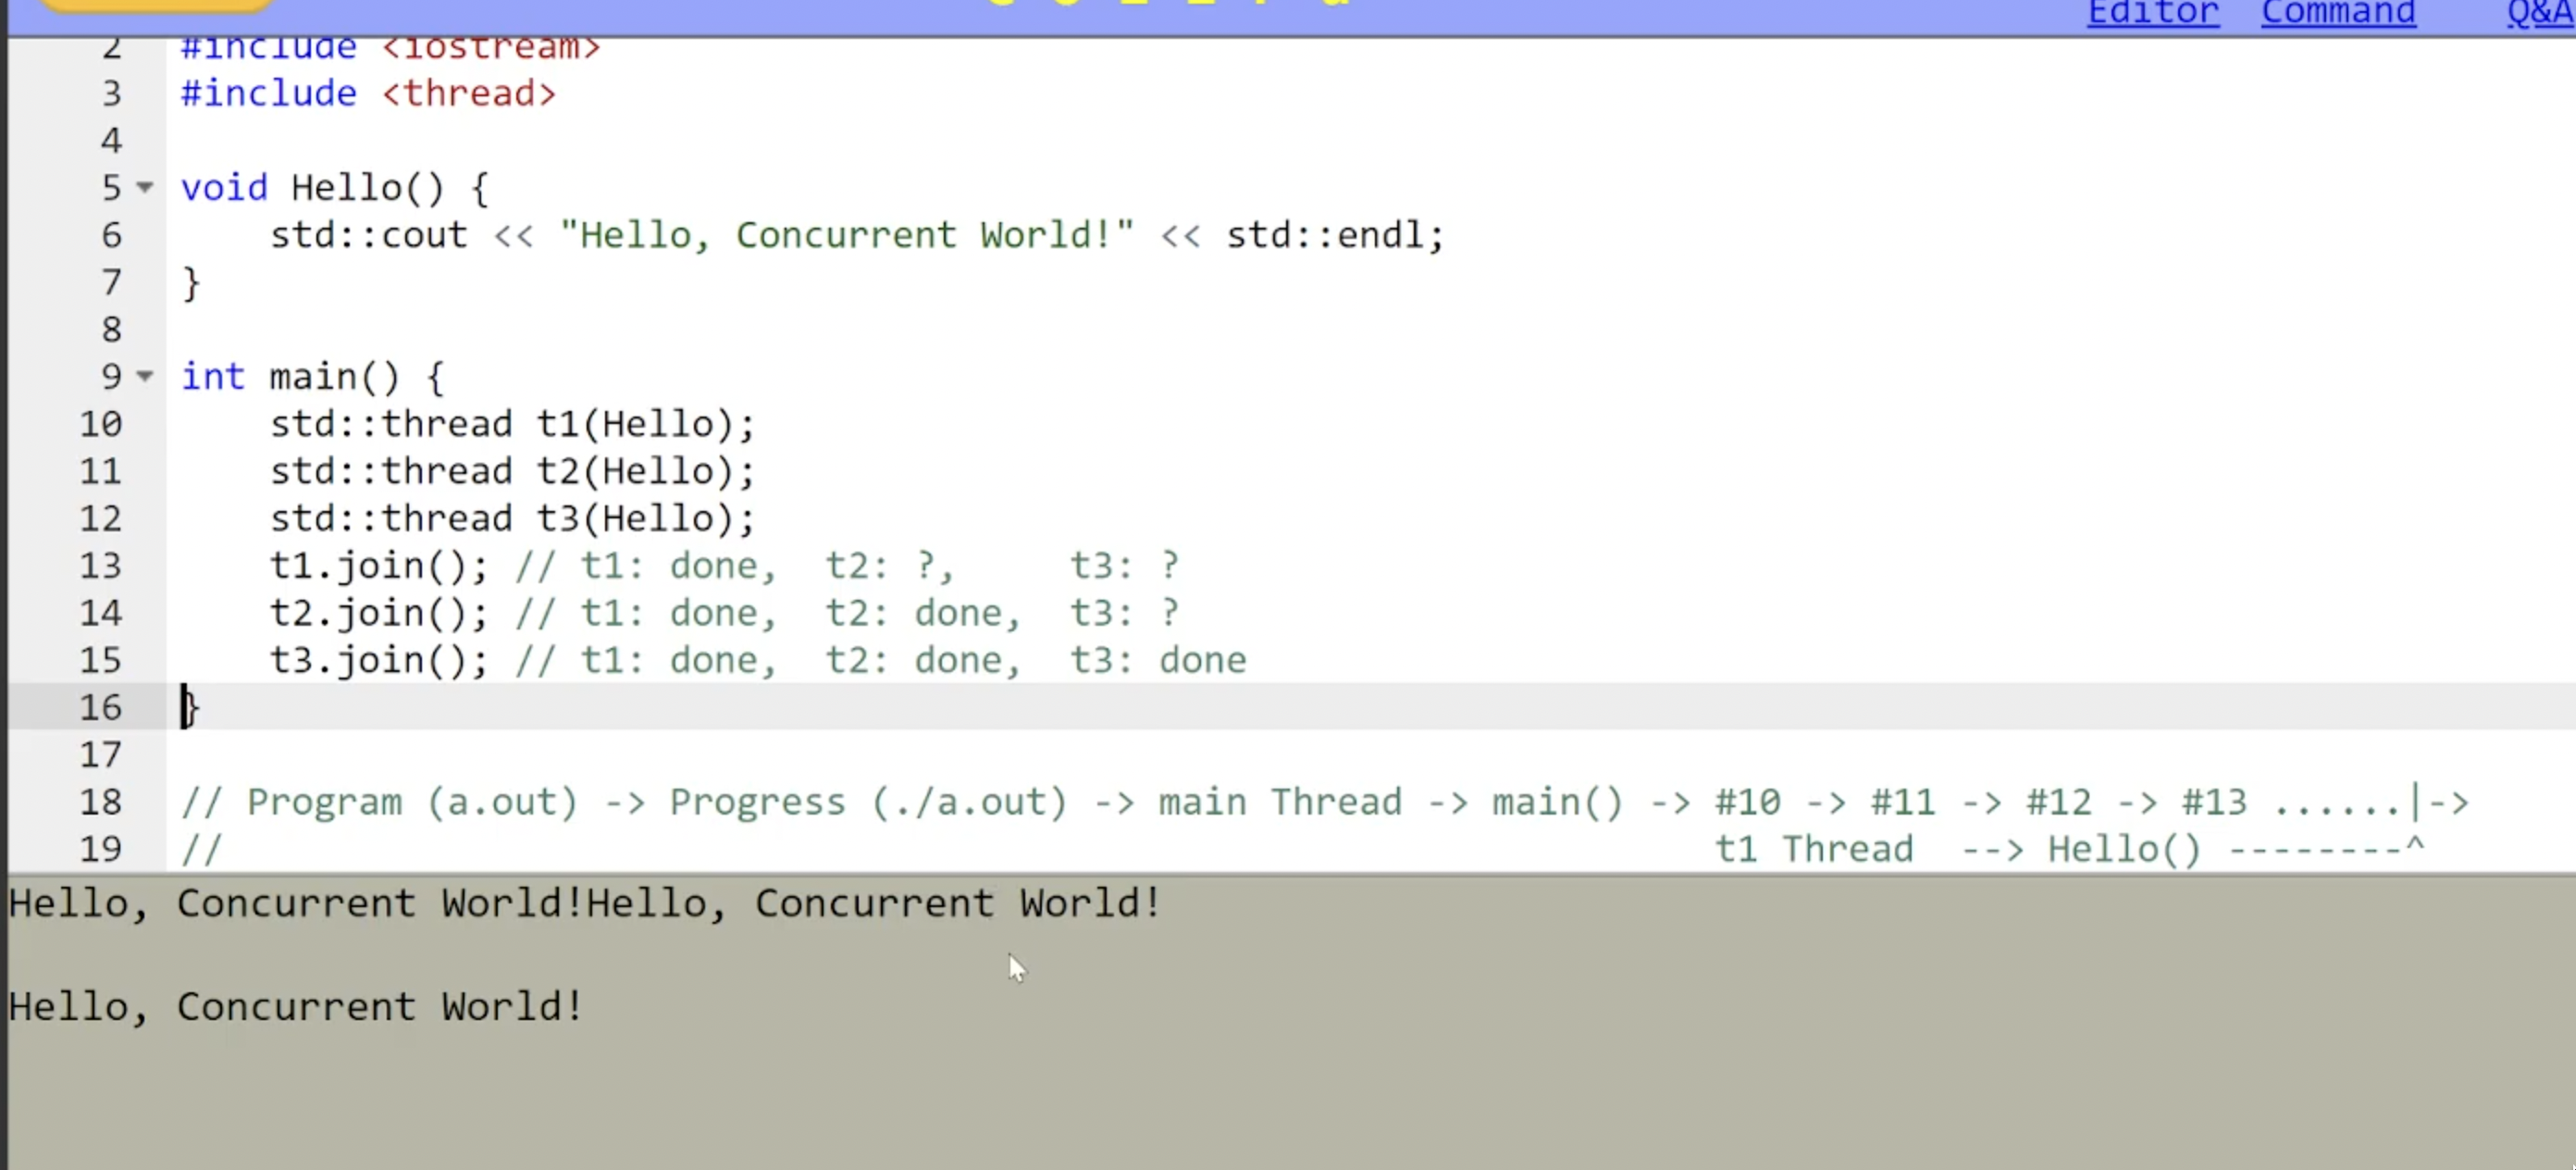 Editor Command Q&A
2 #include <iostream>
3 #include <thread>
4
5 void Hello() {
6     std::cout << "Hello, Concurrent World!" << std::endl;
7 }
8
9 int main() {
10     std::thread t1(Hello);
11     std::thread t2(Hello);
12     std::thread t3(Hello);
13     t1.join(); // t1: done,  t2: ?,     t3: ?
14     t2.join(); // t1: done,  t2: done,  t3: ?
15     t3.join(); // t1: done,  t2: done,  t3: done
16 }
17
18 // Program (a.out) -> Progress (./a.out) -> main Thread -> main() -> #10 -> #11 -> #12 -> #13 ......|->
19 //                                                                   t1 Thread  --> Hello() --------^
Hello, Concurrent World!Hello, Concurrent World!
Hello, Concurrent World!